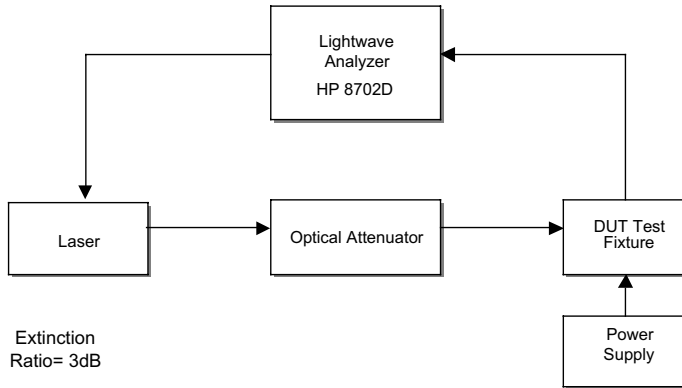 Lightwave
Analyzer
HP 8702D
Laser
Optical Attenuator
DUT Test
Fixture
Extinction
Ratio= 3dB
Power
Supply